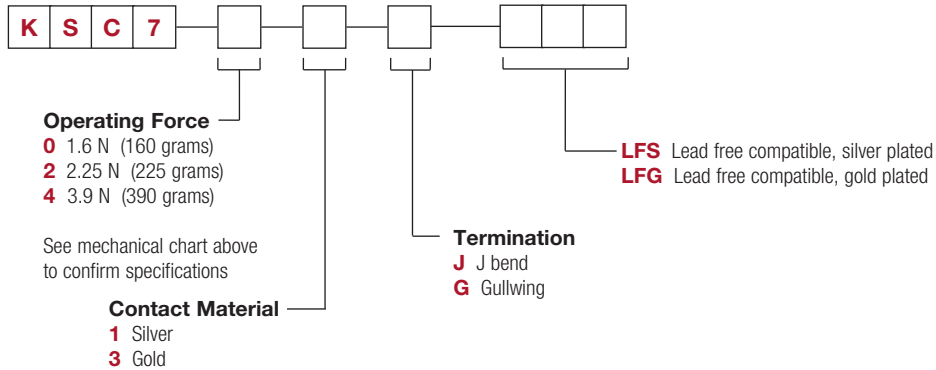 K S C 7
Operating Force
0 1.6 N (160 grams)
2 2.25 N (225 grams)
4 3.9 N (390 grams)
See mechanical chart above
to confirm specifications
Contact Material
1 Silver
3 Gold
Termination
J J bend
G Gullwing
LFS Lead free compatible, silver plated
LFG Lead free compatible, gold plated